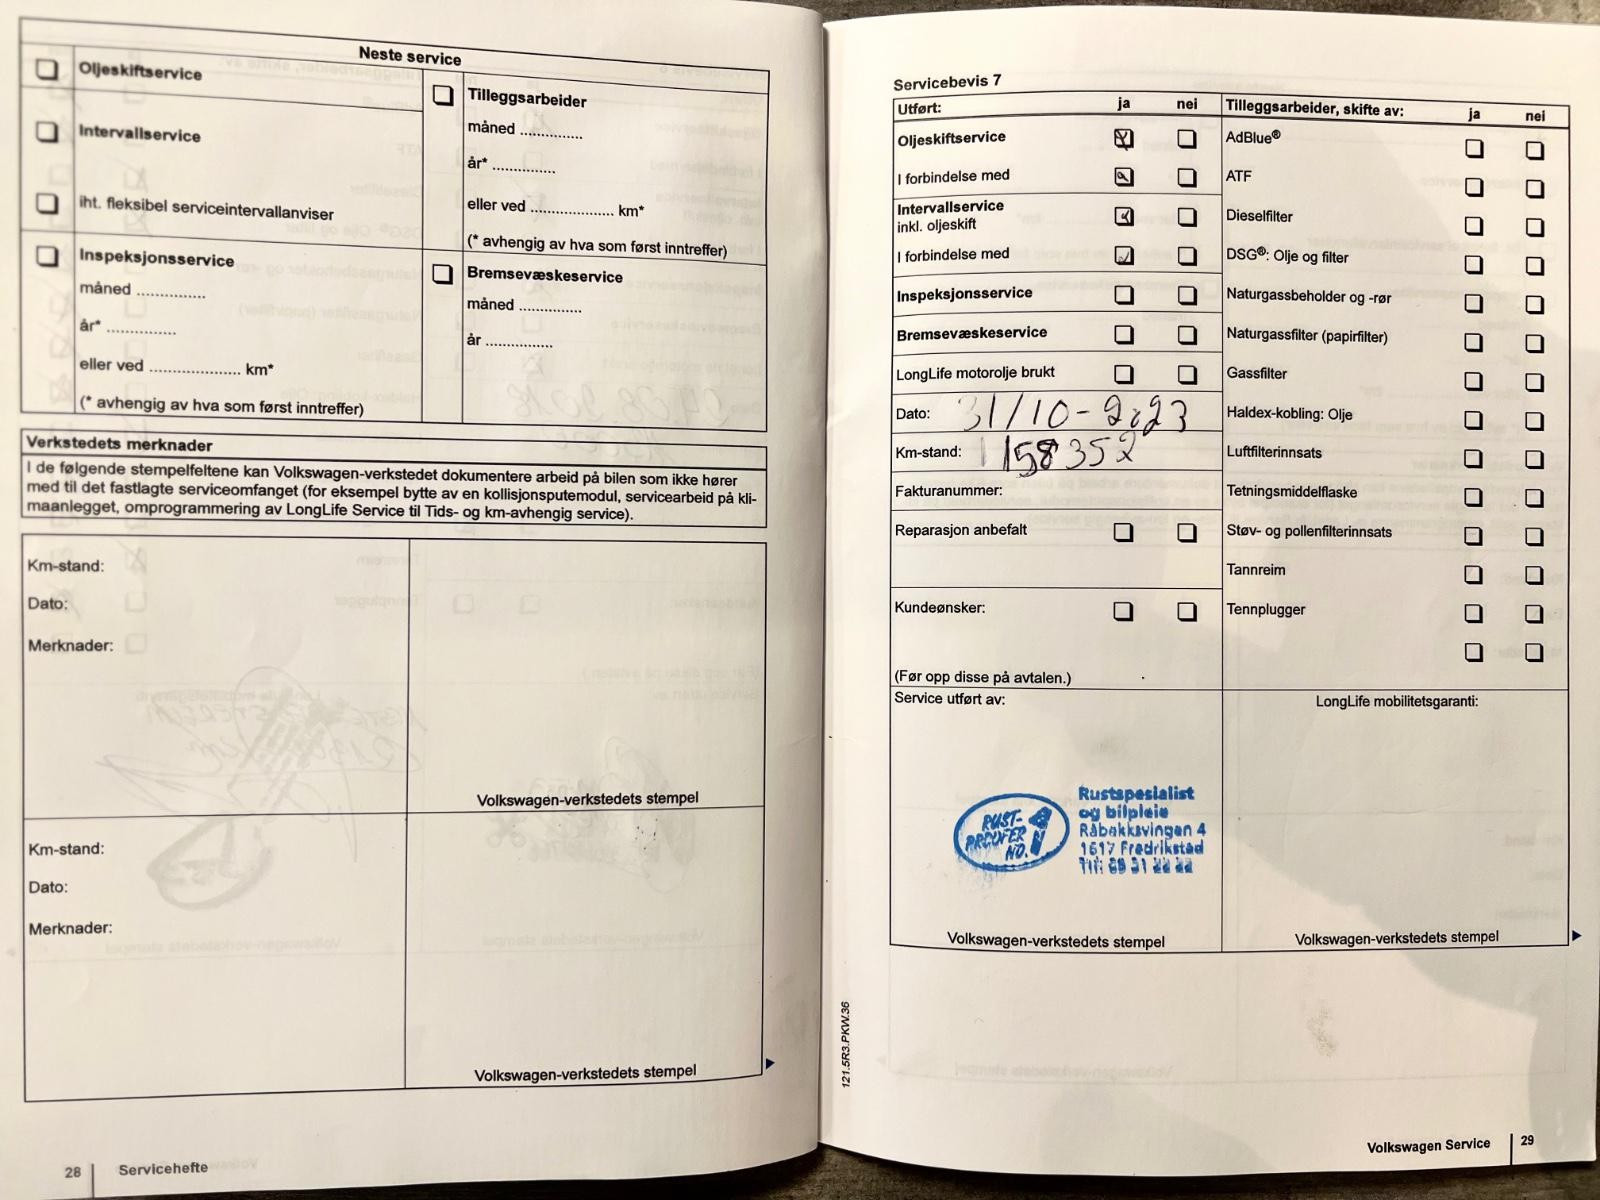 Neste service
Oljeskiftservice
Intervallservice
iht. fleksibel serviceintervallanviser
Inspeksjonsservice
måned ...............
år* ...............
eller ved .................... km*
(* avhengig av hva som først inntreffer)
Tilleggsarbeider
måned ..............
år* ..............
eller ved .................. km*
(* avhengig av hva som først inntreffer)
Bremsevæskeservice
måned ..............
år ...............
Verkstedets merknader
I de følgende stempelfeltene kan Volkswagen-verkstedet dokumentere arbeid på bilen som ikke hører
med til det fastlagte serviceomfanget (for eksempel bytte av en kollisjonsputemodul, servicearbeid på kli-
maanlegget, omprogrammering av LongLife Service til Tids- og km-avhengig service).
Km-stand:
Dato:
Merknader:
Volkswagen-verkstedets stempel
Km-stand:
Dato:
Merknader:
Volkswagen-verkstedets stempel
28 Servicehefte
Servicebevis 7
Utført: ja nei
Oljeskiftservice
I forbindelse med
Intervallservice
inkl. oljeskift
I forbindelse med
Inspeksjonsservice
Bremsevæskeservice
LongLife motorolje brukt
Dato: 31/10-2023
Km-stand: 158352
Fakturanummer:
Reparasjon anbefalt
Kundeønsker:
(Før opp disse på avtalen.)
Tilleggsarbeider, skifte av: ja nei
AdBlue®
ATF
Dieselfilter
DSG®: Olje og filter
Naturgassbeholder og -rør
Naturgassfilter (papirfilter)
Gassfilter
Haldex-kobling: Olje
Luftfilterinnsats
Tetningsmiddelflaske
Støv- og pollenfilterinnsats
Tannreim
Tennplugger
Service utført av:
RUST-
PROOFER
NO. 1
Rustspesialist
og bilpleie
Råbekksvingen 4
1617 Fredrikstad
Tlf:
Volkswagen-verkstedets stempel
LongLife mobilitetsgaranti:
Volkswagen-verkstedets stempel
121.5R3.PKW.36
Volkswagen Service 29